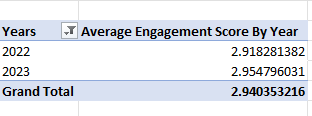 Years Average Engagement Score By Year
2022 2.918281382
2023 2.954796031
Grand Total 2.940353216